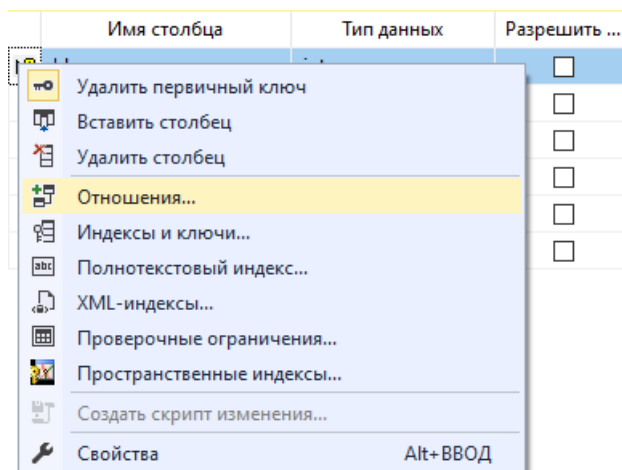 Имя столбца Тип данных Разрешить ...
Удалить первичный ключ
Вставить столбец
Удалить столбец
Отношения...
Индексы и ключи...
abc Полнотекстовый индекс...
XML-индексы...
Проверочные ограничения...
Пространственные индексы...
Создать скрипт изменения...
Свойства Alt+ВВОД